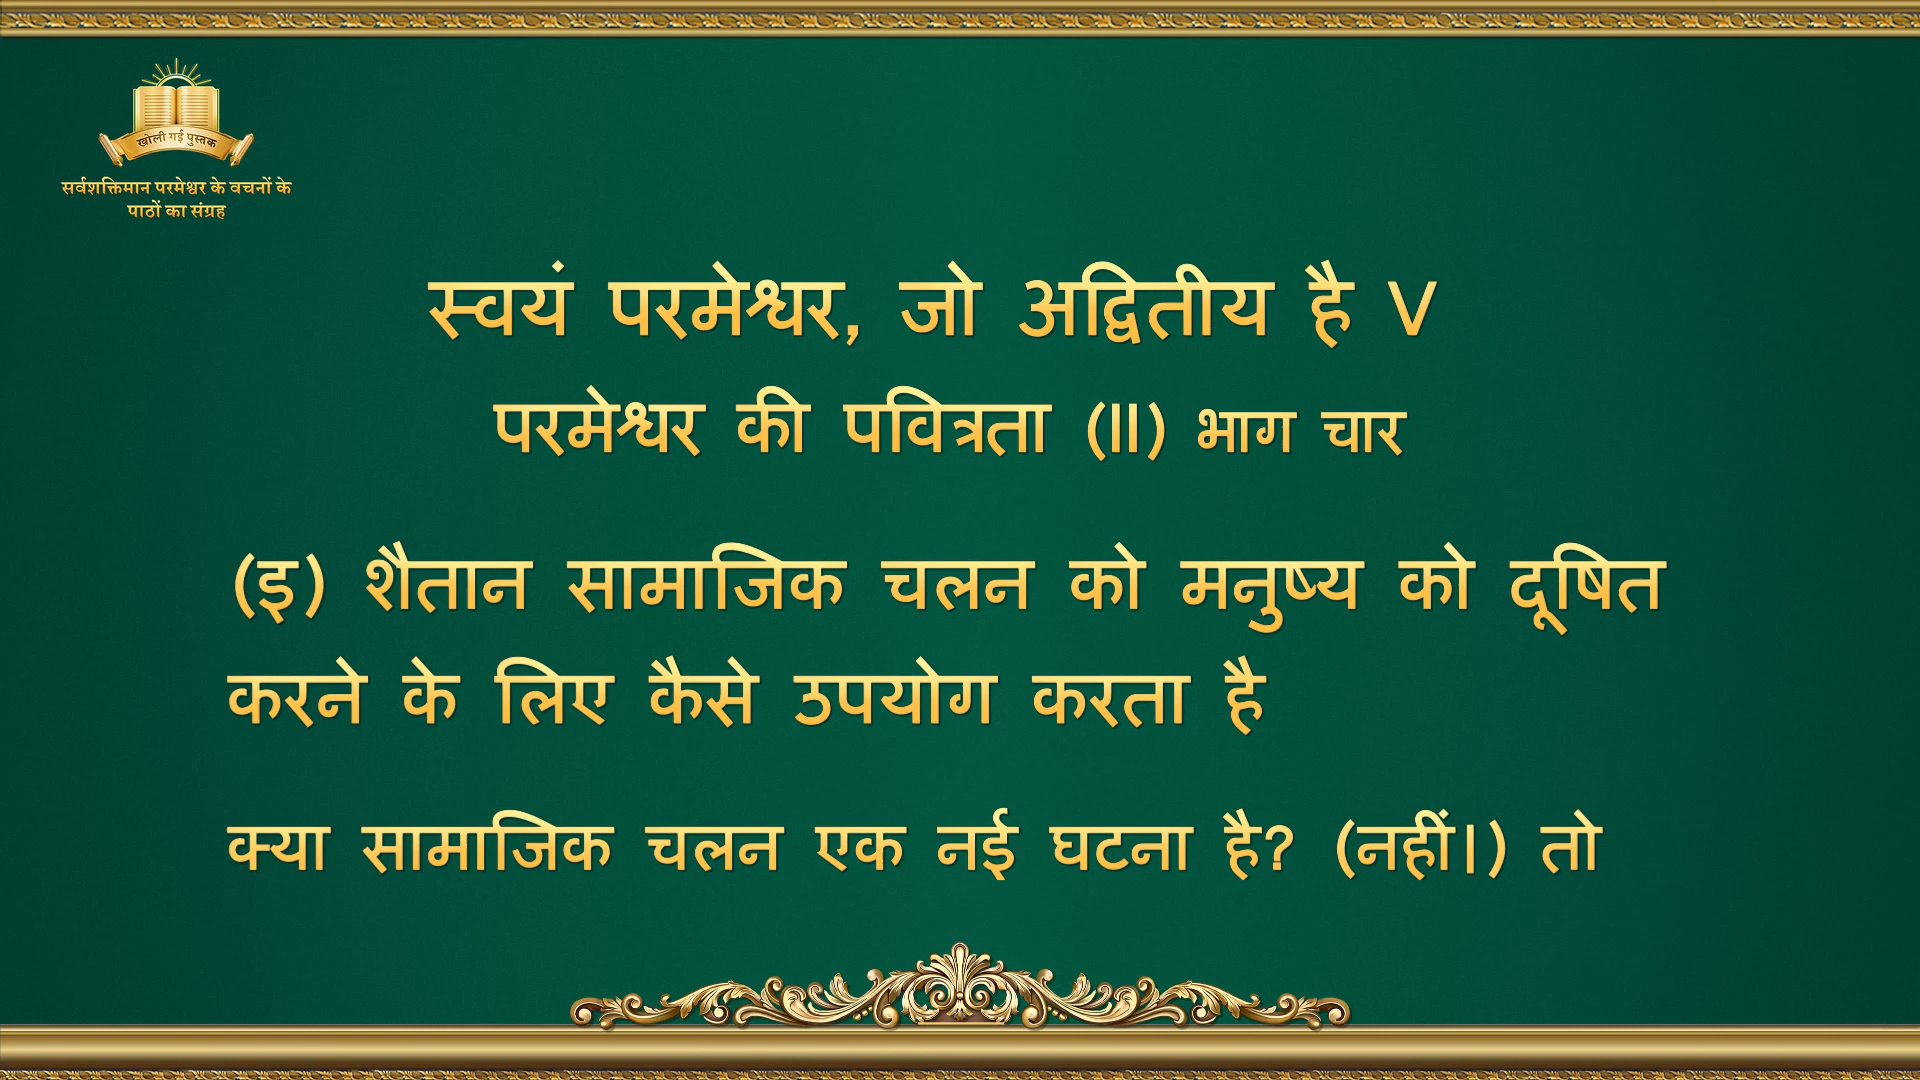 खोली गई पुस्तक
सर्वशक्तिमान परमेश्वर के वचनों के
पाठों का संग्रह
स्वयं परमेश्वर, जो अद्वितीय है V
परमेश्वर की पवित्रता (II) भाग चार
(इ) शैतान सामाजिक चलन को मनुष्य को दूषित
करने के लिए कैसे उपयोग करता है
क्या सामाजिक चलन एक नई घटना है? (नहीं।) तो